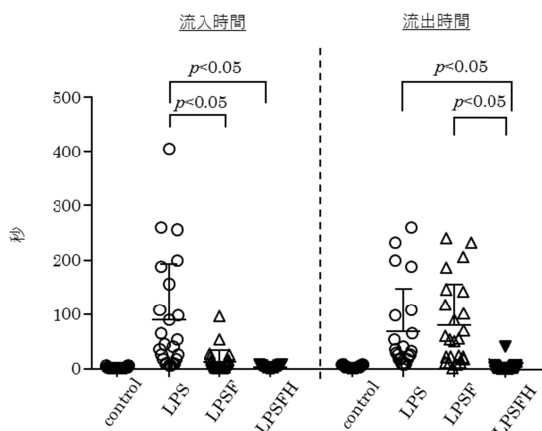 流入時間 流出時間
p<0.05 p<0.05
p<0.05 p<0.05
500
400
300
200
100
0
秒
control LPS LPSF LPSFH control LPS LPSF LPSFH